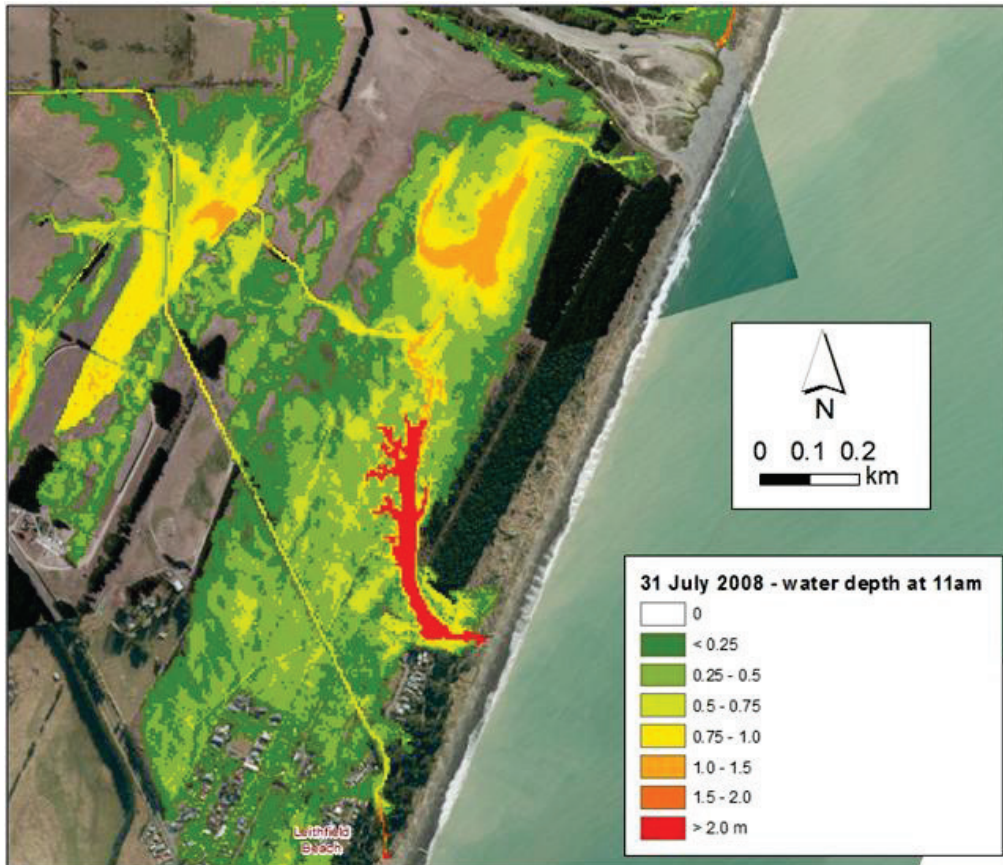 N
0 0.1 0.2
km
31 July 2008 - water depth at 11am
0
< 0.25
0.25 - 0.5
0.5 - 0.75
0.75 - 1.0
1.0 - 1.5
1.5 - 2.0
> 2.0 m
Leithfield
Beach